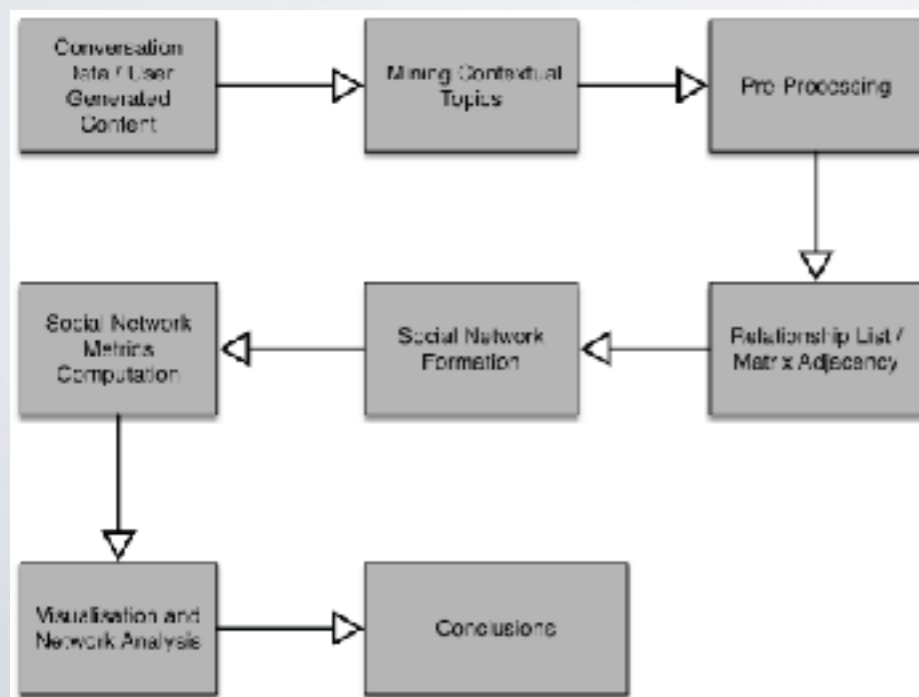 Conversation
Data / User
Generated
Content
Mining Contextual
Topics
Pre-Processing
Relationship List /
Matrix Adjacency
Social Network
Formation
Social Network
Metrics
Computation
Visualisation and
Network Analysis
Conclusions